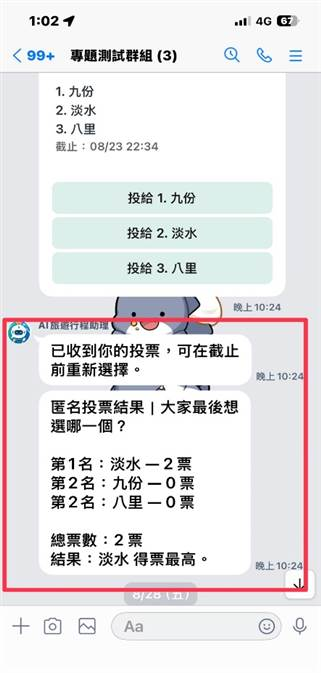 1:02
4G
67
99+
專題測試群組 (3)
1. 九份
2. 淡水
3. 八里
截止：08/23 22:34
投給 1. 九份
投給 2. 淡水
投給 3. 八里
晚上 10:24
AI旅遊行程助理
已收到你的投票，可在截止
前重新選擇。
晚上 10:24
匿名投票結果 | 大家最後想
選哪一個？
第1名：淡水 — 2 票
第2名：九份 — 0 票
第2名：八里 — 0 票
總票數：2 票
結果：淡水 得票最高。
晚上 10:24
8/28 (五)
Aa